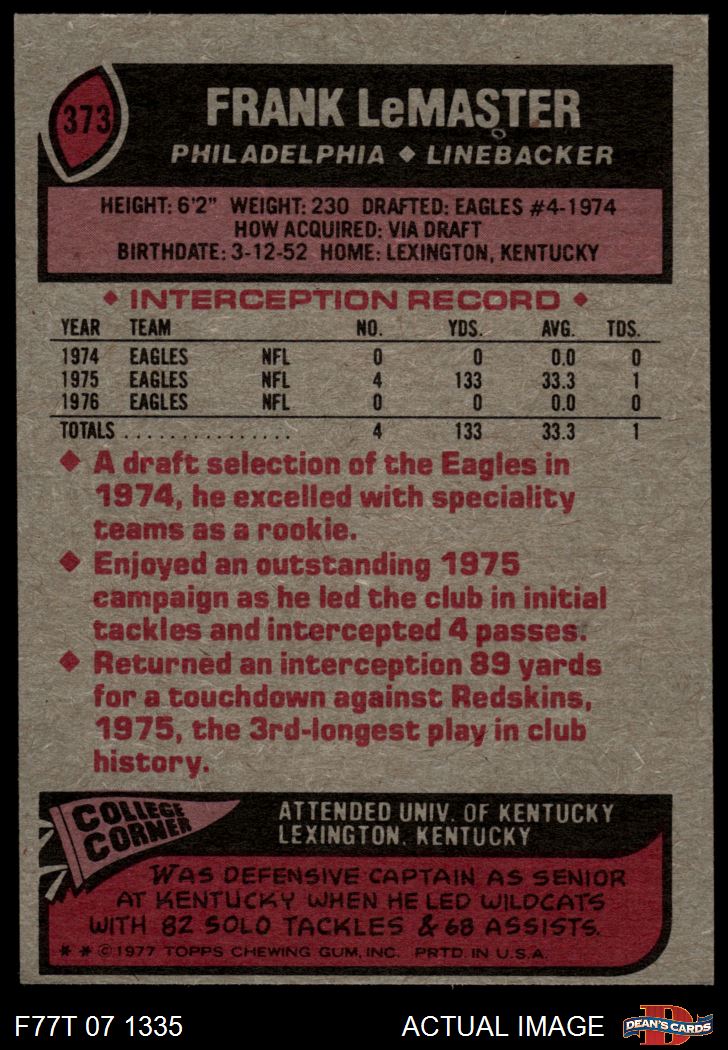 373
FRANK LeMASTER
PHILADELPHIA ◆ LINEBACKER
HEIGHT: 6'2" WEIGHT: 230 DRAFTED: EAGLES #4-1974
HOW ACQUIRED: VIA DRAFT
BIRTHDATE: 3-12-52 HOME: LEXINGTON, KENTUCKY
◆ INTERCEPTION RECORD ◆
YEAR TEAM NO. YDS. AVG. TDS.
1974 EAGLES NFL 0 0 0.0 0
1975 EAGLES NFL 4 133 33.3 1
1976 EAGLES NFL 0 0 0.0 0
TOTALS ................ 4 133 33.3 1
◆ A draft selection of the Eagles in
1974, he excelled with speciality
teams as a rookie.
◆ Enjoyed an outstanding 1975
campaign as he led the club in initial
tackles and intercepted 4 passes.
◆ Returned an interception 89 yards
for a touchdown against Redskins,
1975, the 3rd-longest play in club
history.
COLLEGE
CORNER
ATTENDED UNIV. OF KENTUCKY
LEXINGTON, KENTUCKY
WAS DEFENSIVE CAPTAIN AS SENIOR
AT KENTUCKY WHEN HE LED WILDCATS
WITH 82 SOLO TACKLES & 68 ASSISTS.
* * © 1977 TOPPS CHEWING GUM, INC. PRTD. IN U.S.A.
F77T 07 1335
ACTUAL IMAGE
D
DEAN'S CARDS